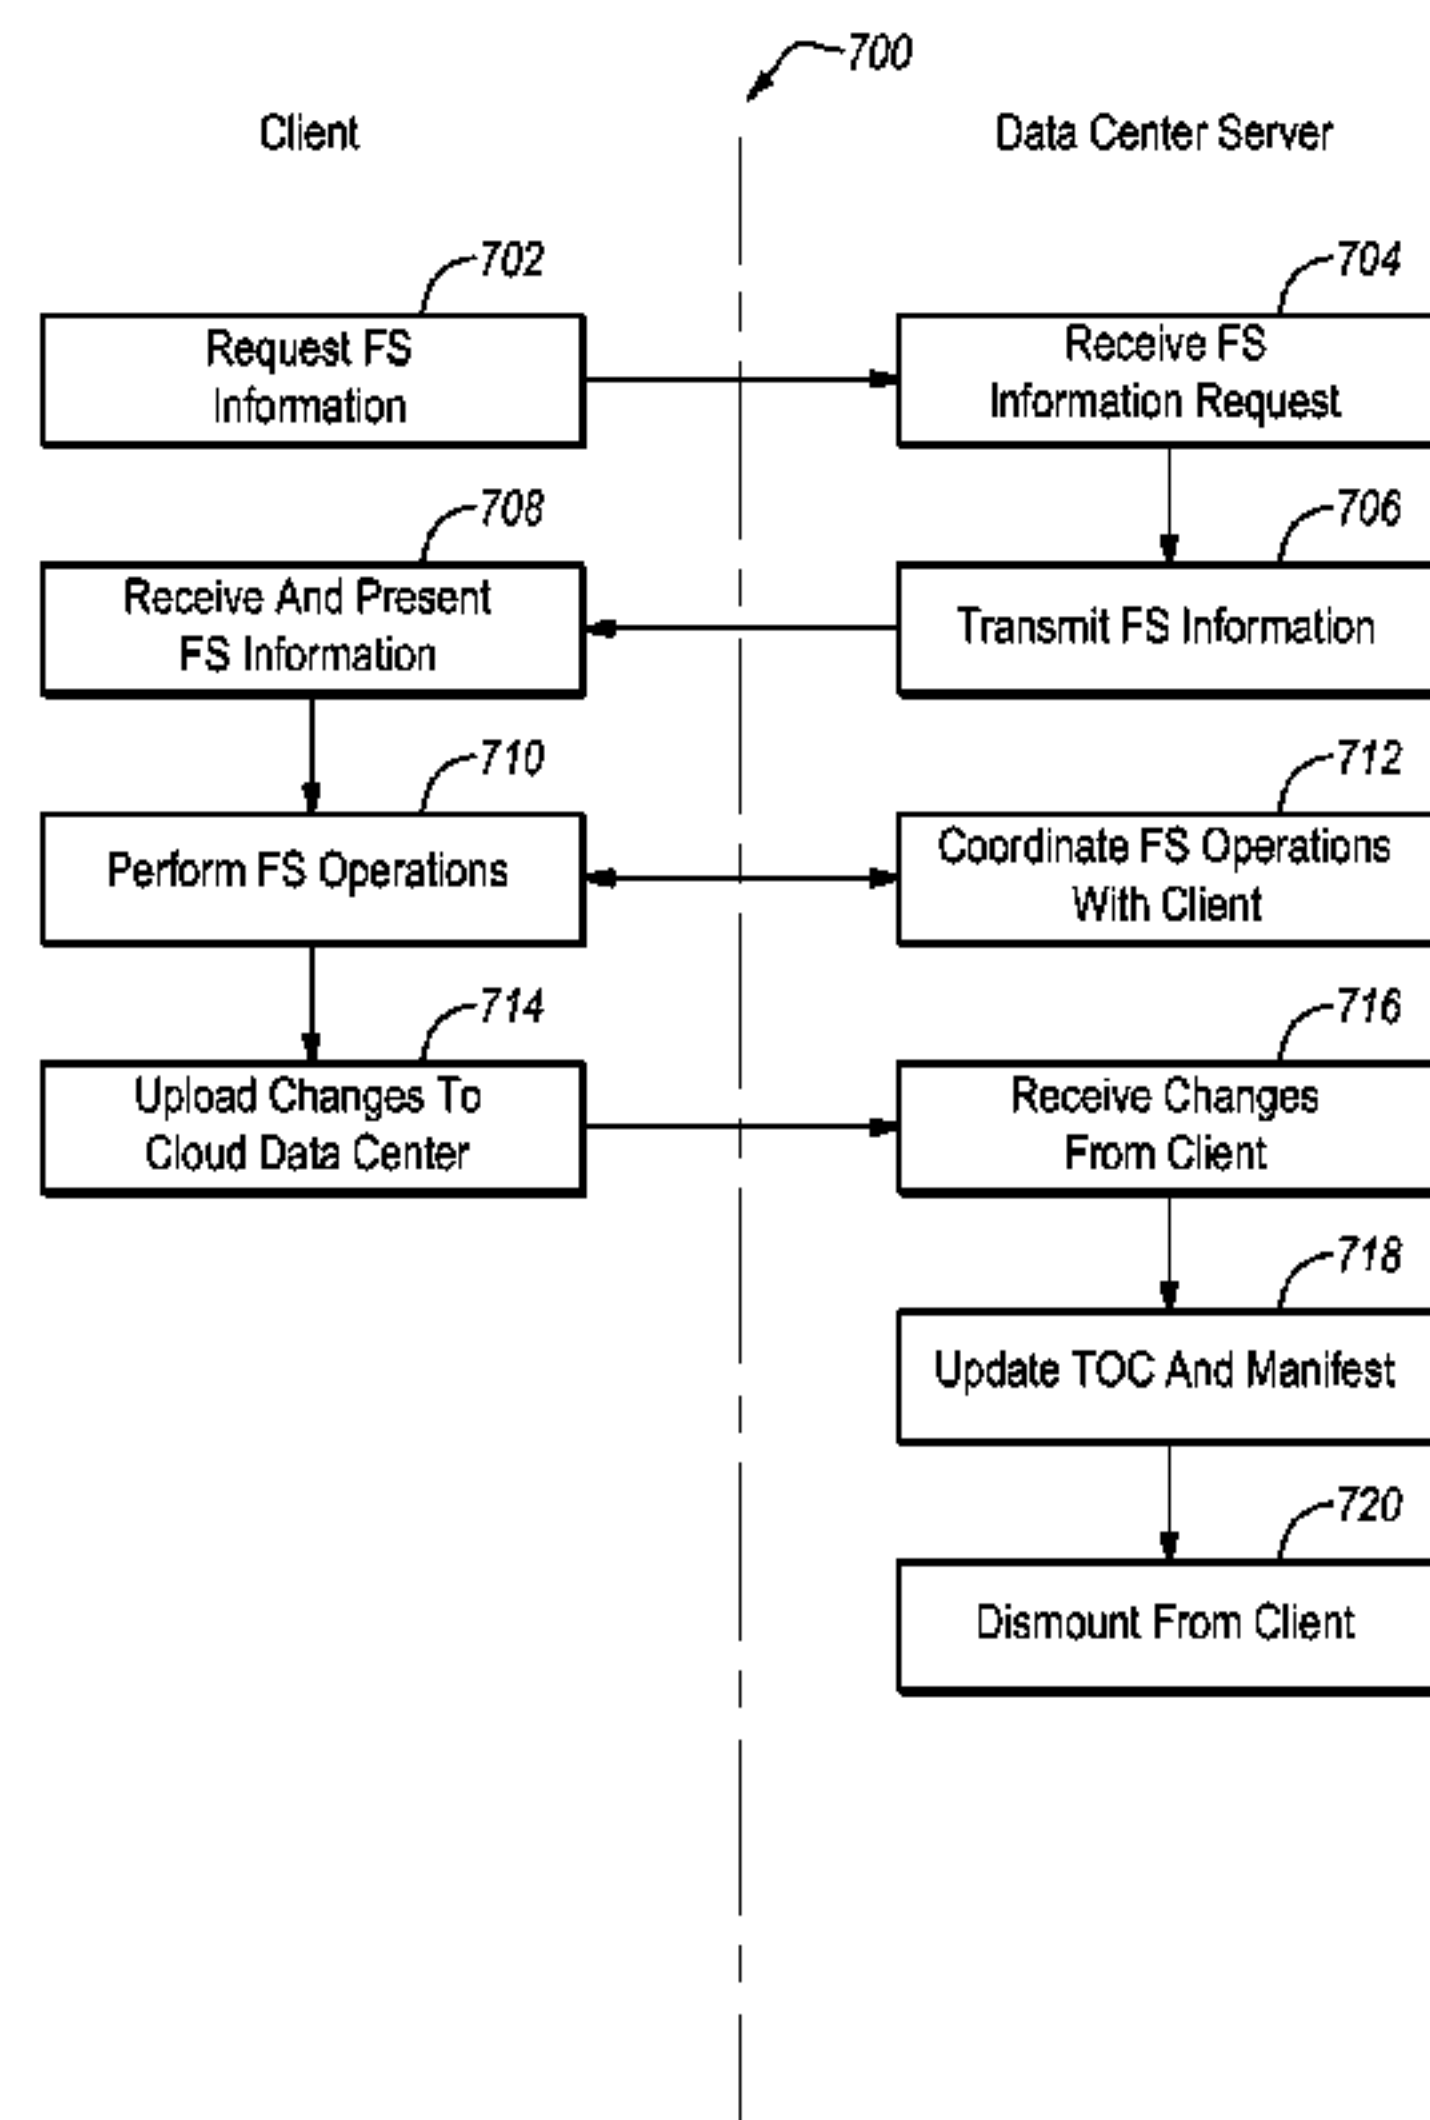 700
Client
Data Center Server
702
704
Request FS
Information
Receive FS
Information Request
708
706
Receive And Present
FS Information
Transmit FS Information
710
712
Perform FS Operations
Coordinate FS Operations
With Client
714
716
Upload Changes To
Cloud Data Center
Receive Changes
From Client
718
Update TOC And Manifest
720
Dismount From Client